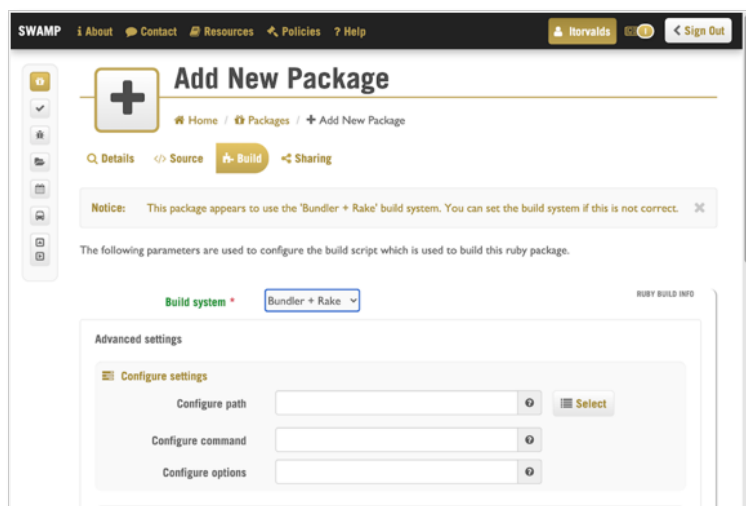 SWAMP About Contact Resources Policies ? Help ltorvalds Sign Out
Add New Package
Home / Packages / Add New Package
Details </> Source Build Sharing
Notice: This package appears to use the 'Bundler + Rake' build system. You can set the build system if this is not correct.
The following parameters are used to configure the build script which is used to build this ruby package.
Build system * Bundler + Rake RUBY BUILD INFO
Advanced settings
Configure settings
Configure path Select
Configure command
Configure options